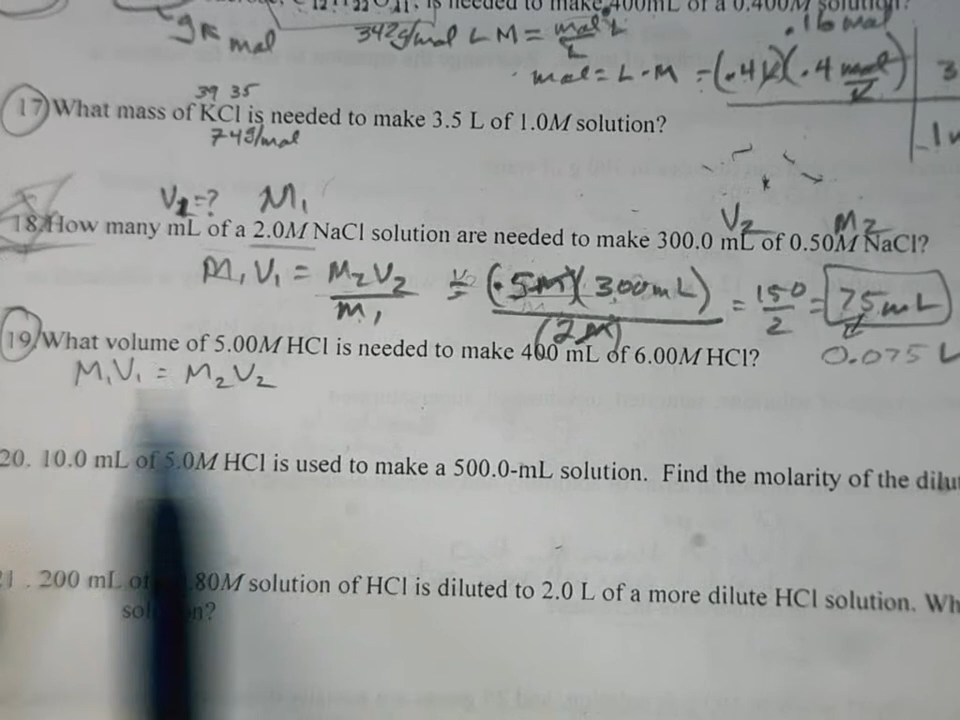 is needed to make 400mL of a 0.400M solution?
.16 mol
342g/mol L M = mol/L
mol
mol = L · M = (.4 L)(.4 mol/L) 3
39 35
17 What mass of KCl is needed to make 3.5 L of 1.0M solution?
74g/mol
V1=? M1 V2 M2
18. How many mL of a 2.0M NaCl solution are needed to make 300.0 mL of 0.50M NaCl?
M1V1 = M2V2/M1 = (.5M)(300mL)/(2M) = 150/2 = 75mL
0.075 L
19 What volume of 5.00M HCl is needed to make 400 mL of 6.00M HCl?
M1V1 = M2V2
20. 10.0 mL of 5.0M HCl is used to make a 500.0-mL solution. Find the molarity of the dilu
21. 200 mL of .80M solution of HCl is diluted to 2.0 L of a more dilute HCl solution. Wh